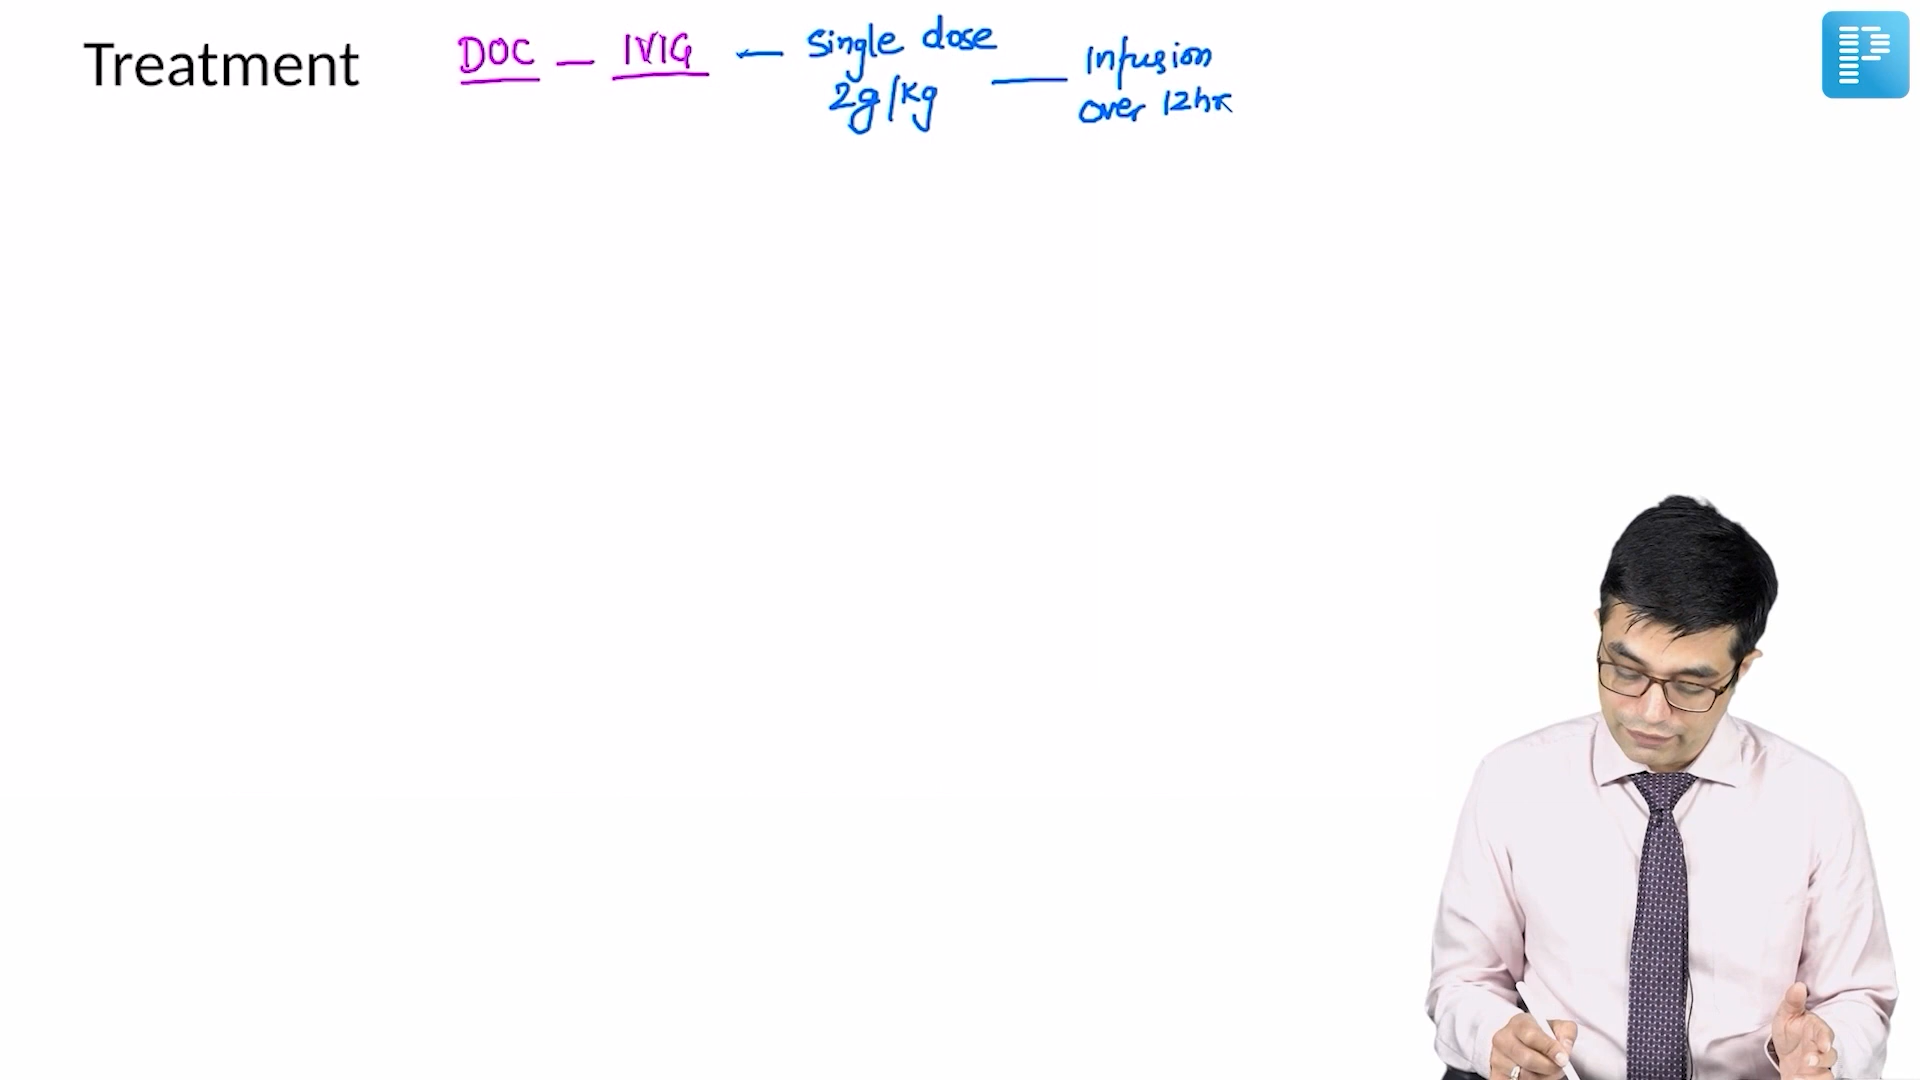 Treatment
DOC — IVIG — Single dose
2g/kg — Infusion
over 12hr